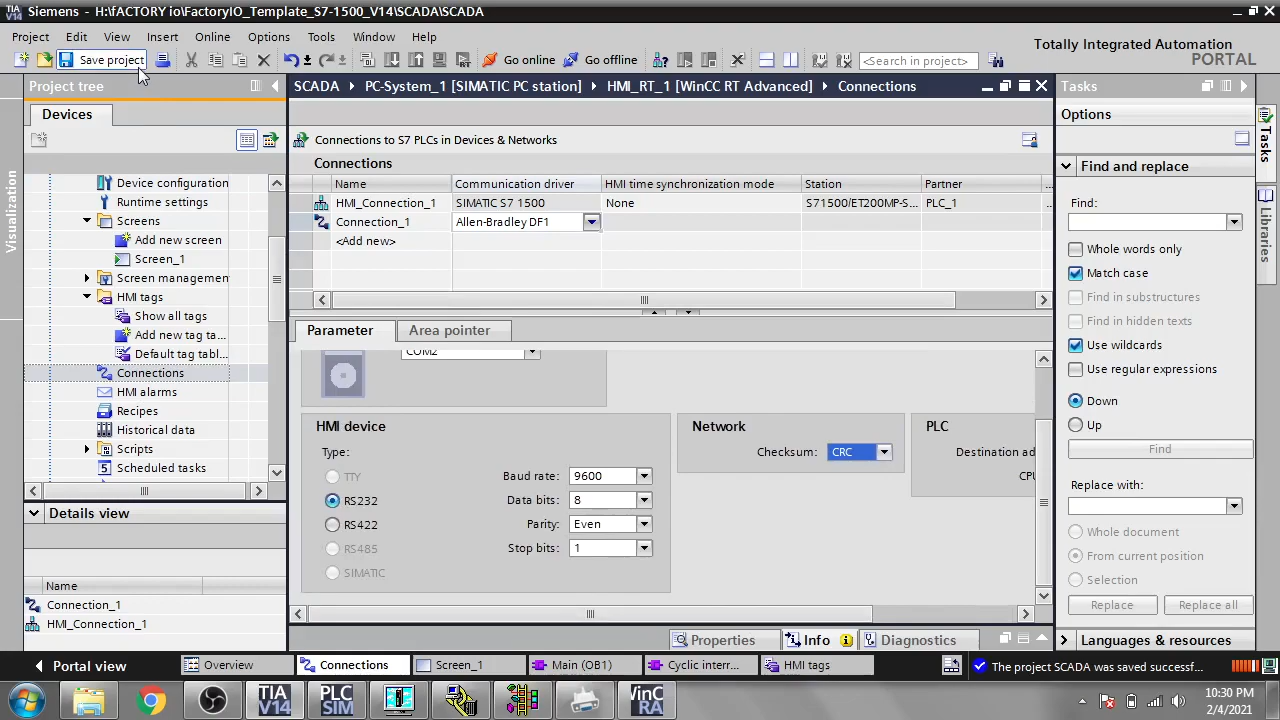 TIA V14 Siemens - H:\fACTORY io\FactoryIO_Template_S7-1500_V14\SCADA\SCADA
Project Edit View Insert Online Options Tools Window Help
Totally Integrated Automation
PORTAL
Save project Go online Go offline <Search in project>
Project tree
SCADA PC-System_1 [SIMATIC PC station] HMI_RT_1 [WinCC RT Advanced] Connections
Tasks
Devices
Options
Visualization
Tasks
Libraries
Device configuration
Runtime settings
Screens
Add new screen
Screen_1
Screen management
HMI tags
Show all tags
Add new tag ta...
Default tag tabl...
Connections
HMI alarms
Recipes
Historical data
Scripts
Scheduled tasks
Details view
Name
Connection_1
HMI_Connection_1
Connections to S7 PLCs in Devices & Networks
Connections
Name Communication driver HMI time synchronization mode Station Partner ...
HMI_Connection_1 SIMATIC S7 1500 None S71500/ET200MP-S... PLC_1
Connection_1 Allen-Bradley DF1
<Add new>
Parameter Area pointer
COM2
HMI device
Type:
TTY
RS232
RS422
RS485
SIMATIC
Baud rate: 9600
Data bits: 8
Parity: Even
Stop bits: 1
Network
Checksum: CRC
PLC
Destination ad
CPU
Properties Info Diagnostics
Find and replace
Find:
Whole words only
Match case
Find in substructures
Find in hidden texts
Use wildcards
Use regular expressions
Down
Up
Find
Replace with:
Whole document
From current position
Selection
Replace Replace all
Languages & resources
Portal view Overview Connections Screen_1 Main (OB1) Cyclic interr... HMI tags The project SCADA was saved successf...
TIA V14 PLC SIM WinC RA
10:30 PM
2/4/2021